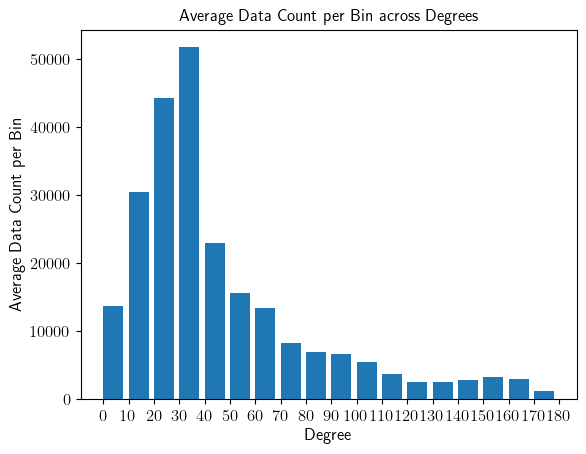 Average Data Count per Bin across Degrees
Average Data Count per Bin
50000
40000
30000
20000
10000
0
0 10 20 30 40 50 60 70 80 90 100 110 120 130 140 150 160 170 180
Degree